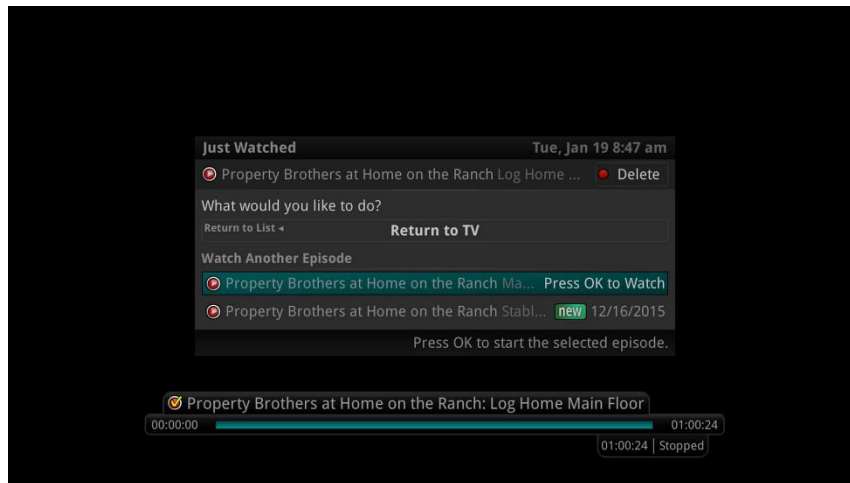 Just Watched Tue, Jan 19 8:47 am
Property Brothers at Home on the Ranch Log Home ... Delete
What would you like to do?
Return to List ◂ Return to TV
Watch Another Episode
Property Brothers at Home on the Ranch Ma... Press OK to Watch
Property Brothers at Home on the Ranch Stabl... new 12/16/2015
Press OK to start the selected episode.
Property Brothers at Home on the Ranch: Log Home Main Floor
00:00:00 01:00:24
01:00:24 | Stopped